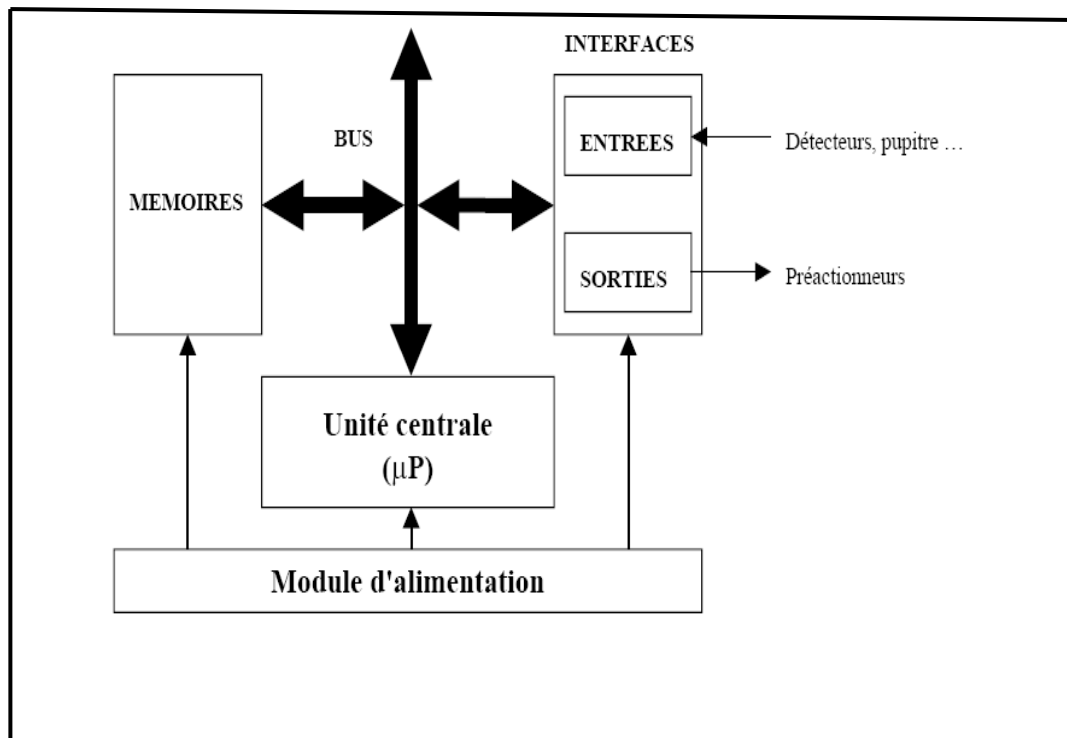 INTERFACES
BUS
ENTREES
Détecteurs, pupitre ...
MEMOIRES
SORTIES
Préactionneurs
Unité centrale
(µP)
Module d'alimentation